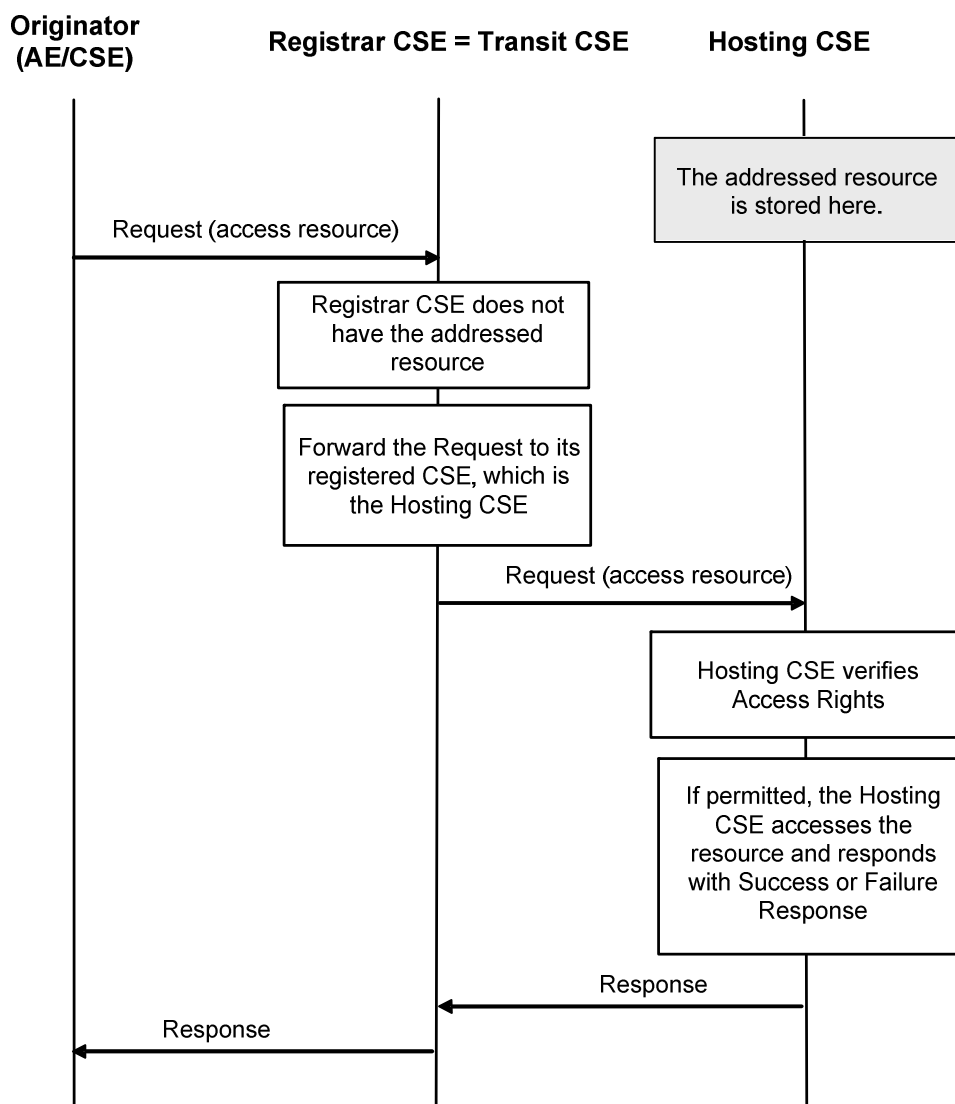 Originator
(AE/CSE)
Registrar CSE = Transit CSE
Hosting CSE
The addressed resource
is stored here.
Request (access resource)
Registrar CSE does not
have the addressed
resource
Forward the Request to its
registered CSE, which is
the Hosting CSE
Request (access resource)
Hosting CSE verifies
Access Rights
If permitted, the Hosting
CSE accesses the
resource and responds
with Success or Failure
Response
Response
Response